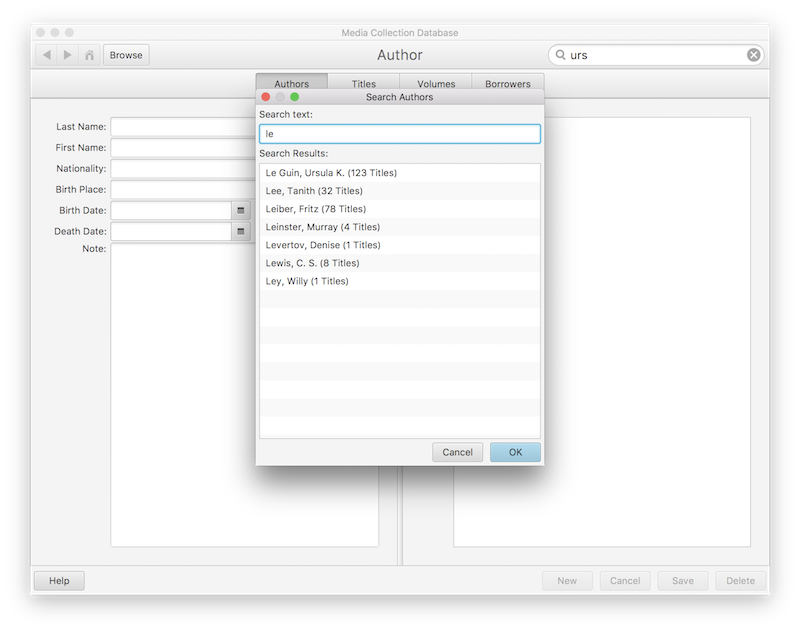 Media Collection Database
Browse
Author
urs
Authors
Titles
Volumes
Borrowers
Search Authors
Search text:
le
Search Results:
Le Guin, Ursula K. (123 Titles)
Lee, Tanith (32 Titles)
Leiber, Fritz (78 Titles)
Leinster, Murray (4 Titles)
Levertov, Denise (1 Titles)
Lewis, C. S. (8 Titles)
Ley, Willy (1 Titles)
Cancel
OK
Last Name:
First Name:
Nationality:
Birth Place:
Birth Date:
Death Date:
Note:
Help
New
Cancel
Save
Delete